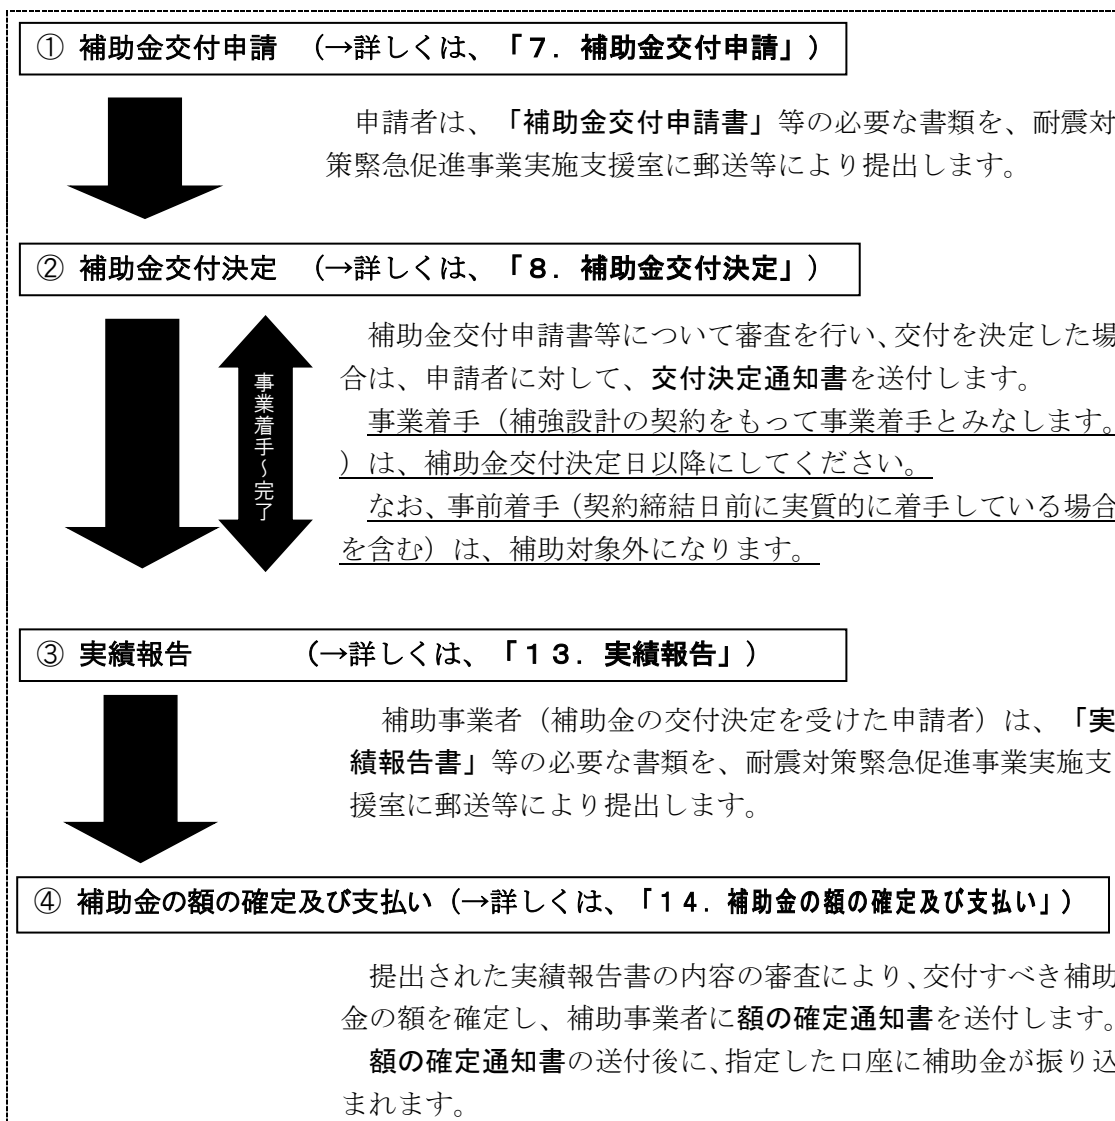 ① 補助金交付申請 (→詳しくは、「７．補助金交付申請」)
申請者は、「補助金交付申請書」等の必要な書類を、耐震対
策緊急促進事業実施支援室に郵送等により提出します。
② 補助金交付決定 (→詳しくは、「８．補助金交付決定」)
補助金交付申請書等について審査を行い、交付を決定した場
合は、申請者に対して、交付決定通知書を送付します。
事業着手（補強設計の契約をもって事業着手とみなします。
）は、補助金交付決定日以降にしてください。
なお、事前着手（契約締結日前に実質的に着手している場合
を含む）は、補助対象外になります。
事業着手～完了
③ 実績報告 (→詳しくは、「１３．実績報告」)
補助事業者（補助金の交付決定を受けた申請者）は、「実
績報告書」等の必要な書類を、耐震対策緊急促進事業実施支
援室に郵送等により提出します。
④ 補助金の額の確定及び支払い (→詳しくは、「１４．補助金の額の確定及び支払い」)
提出された実績報告書の内容の審査により、交付すべき補助
金の額を確定し、補助事業者に額の確定通知書を送付します。
額の確定通知書の送付後に、指定した口座に補助金が振り込
まれます。